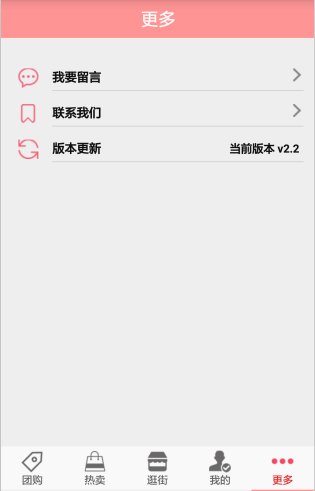 更多
我要留言
联系我们
版本更新 当前版本 v2.2
团购 热卖 逛街 我的 更多